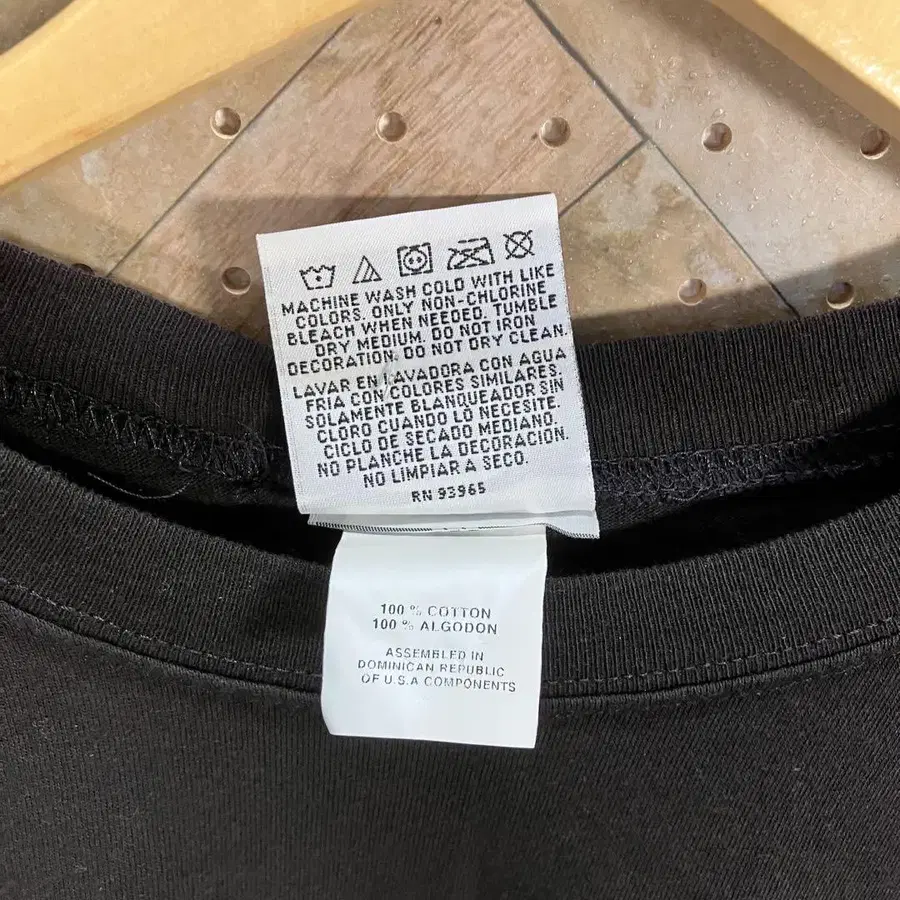 MACHINE WASH COLD WITH LIKE
COLORS. ONLY NON-CHLORINE
BLEACH WHEN NEEDED. TUMBLE
DRY MEDIUM. DO NOT IRON
DECORATION. DO NOT DRY CLEAN.
LAVAR EN LAVADORA CON AGUA
FRIA CON COLORES SIMILARES.
SOLAMENTE BLANQUEADOR SIN
CLORO CUANDO LO NECESITE.
CICLO DE SECADO MEDIANO.
NO PLANCHE LA DECORACION.
NO LIMPIAR A SECO.
RN 93965
100 % COTTON
100 % ALGODON
ASSEMBLED IN
DOMINICAN REPUBLIC
OF U.S.A COMPONENTS